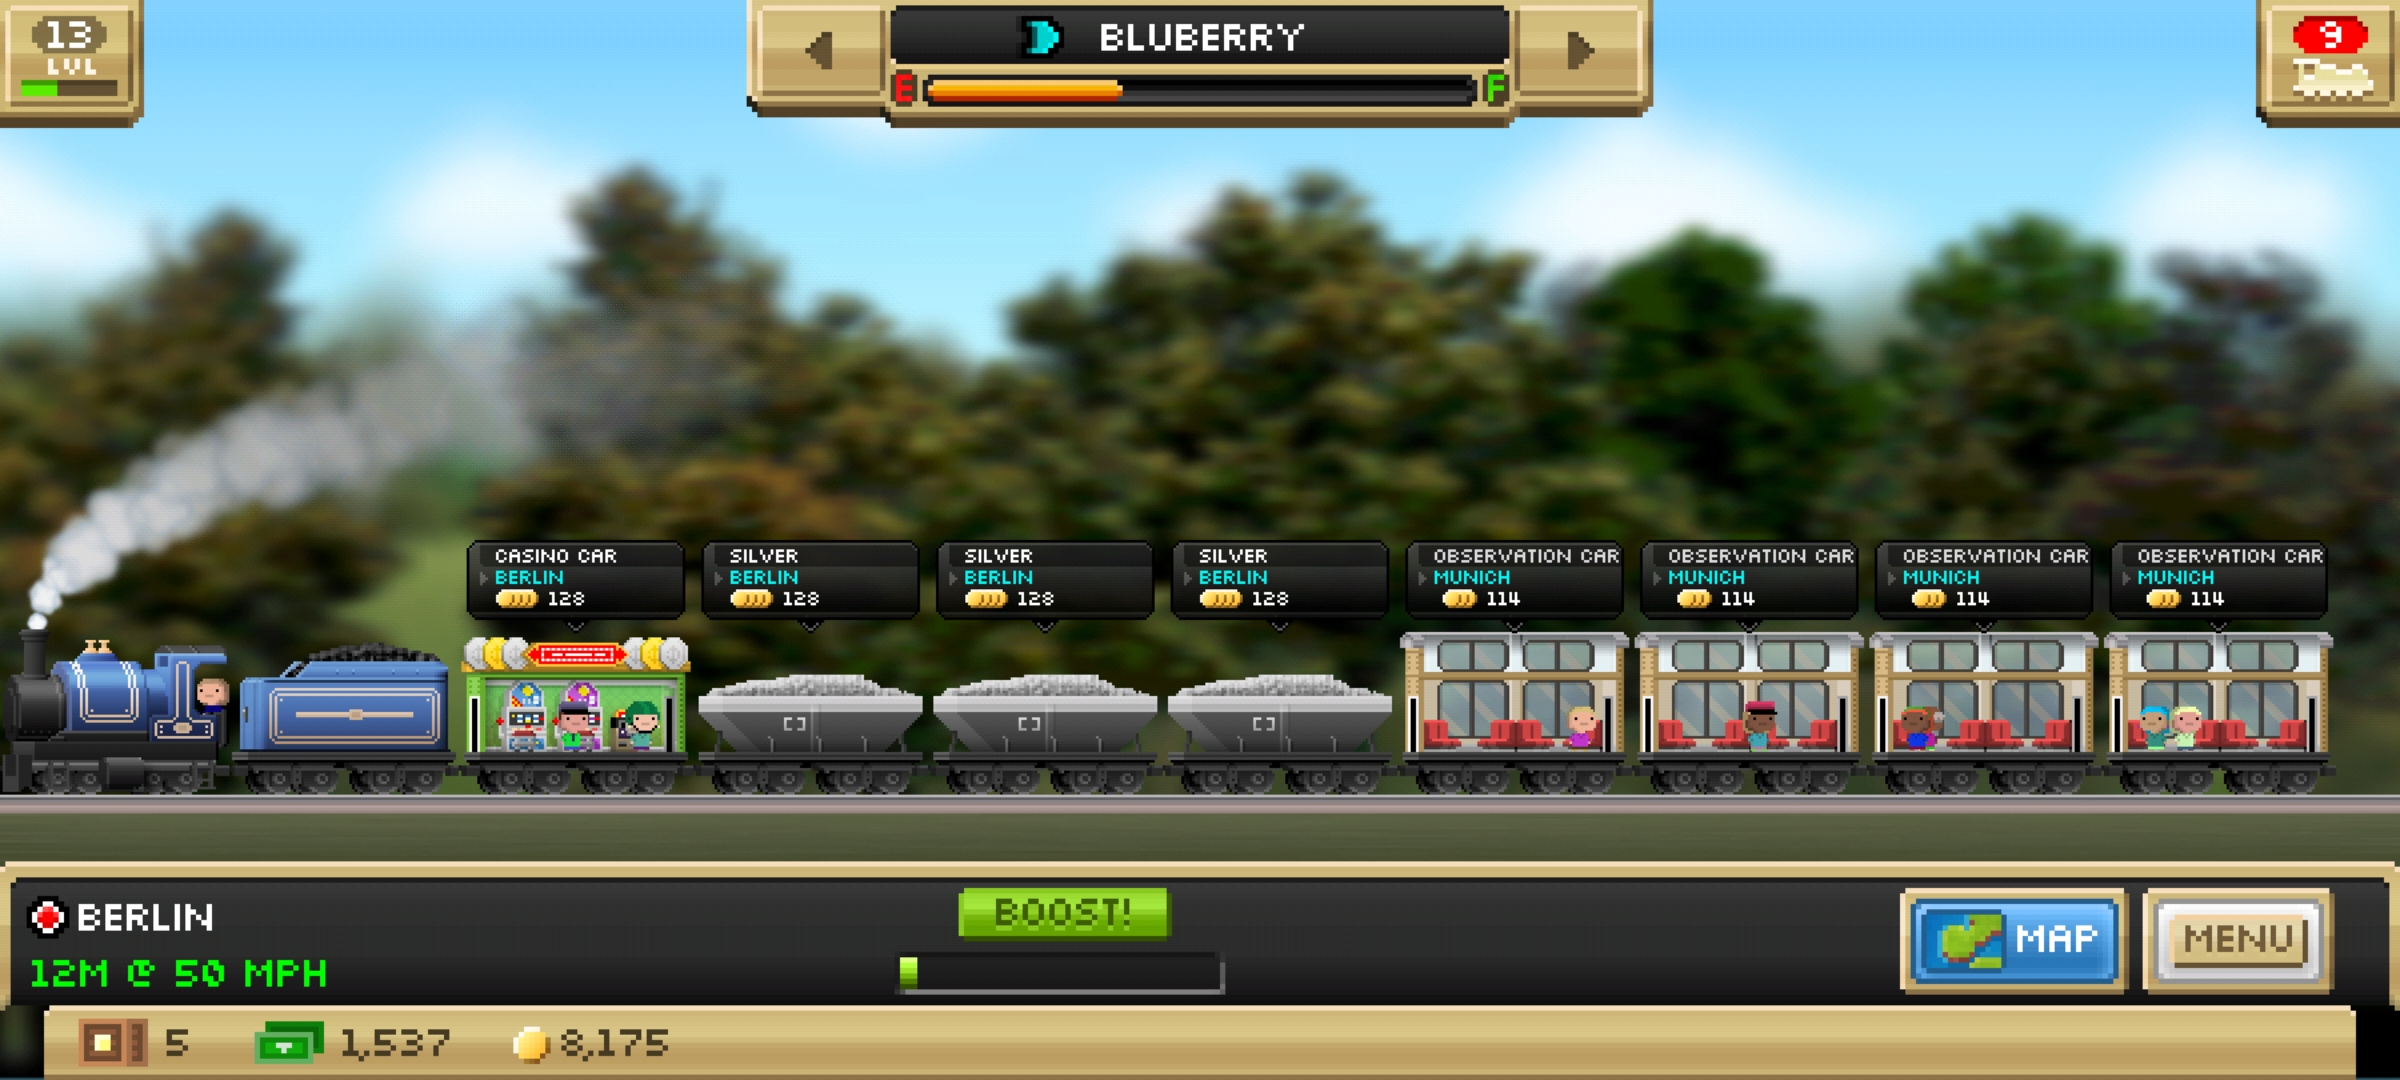 13
LVL
BLUBERRY
E
F
9
CASINO CAR
BERLIN
128
SILVER
BERLIN
128
SILVER
BERLIN
128
SILVER
BERLIN
128
OBSERVATION CAR
MUNICH
114
OBSERVATION CAR
MUNICH
114
OBSERVATION CAR
MUNICH
114
OBSERVATION CAR
MUNICH
114
BERLIN
12M @ 50 MPH
BOOST!
MAP
MENU
5
1,537
8,175